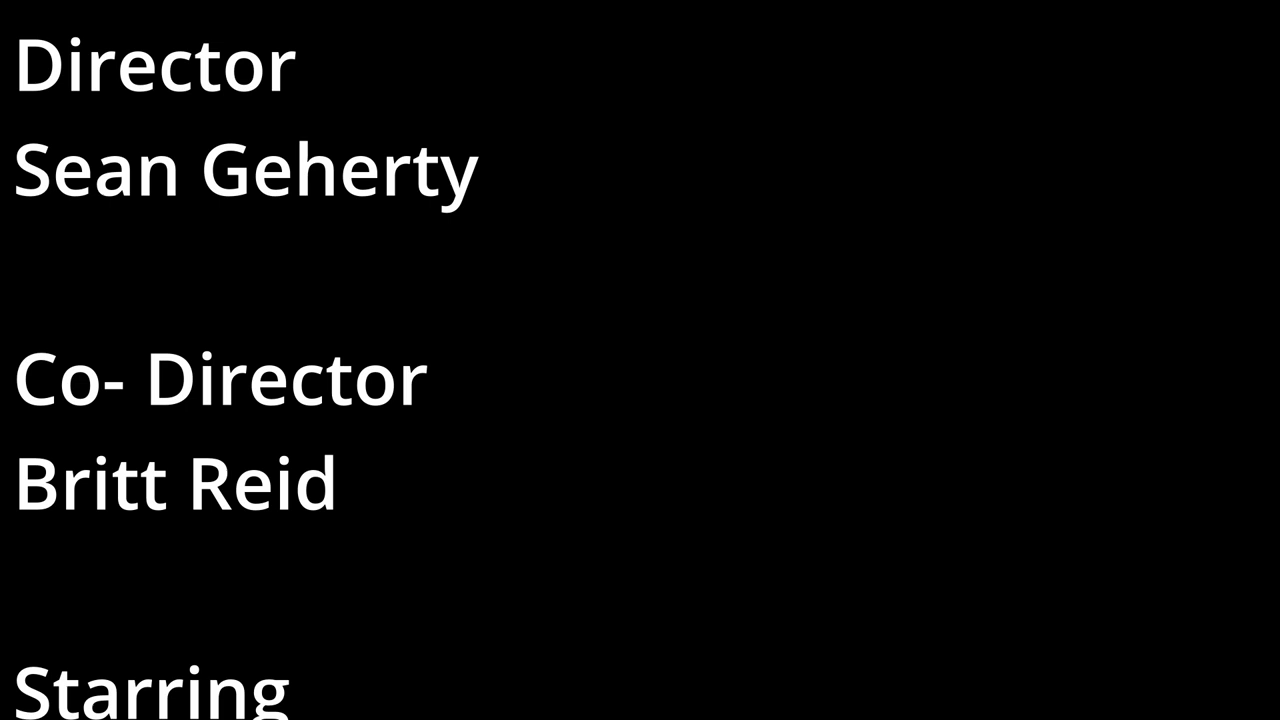 Director
Sean Geherty
Co- Director
Britt Reid
Starring